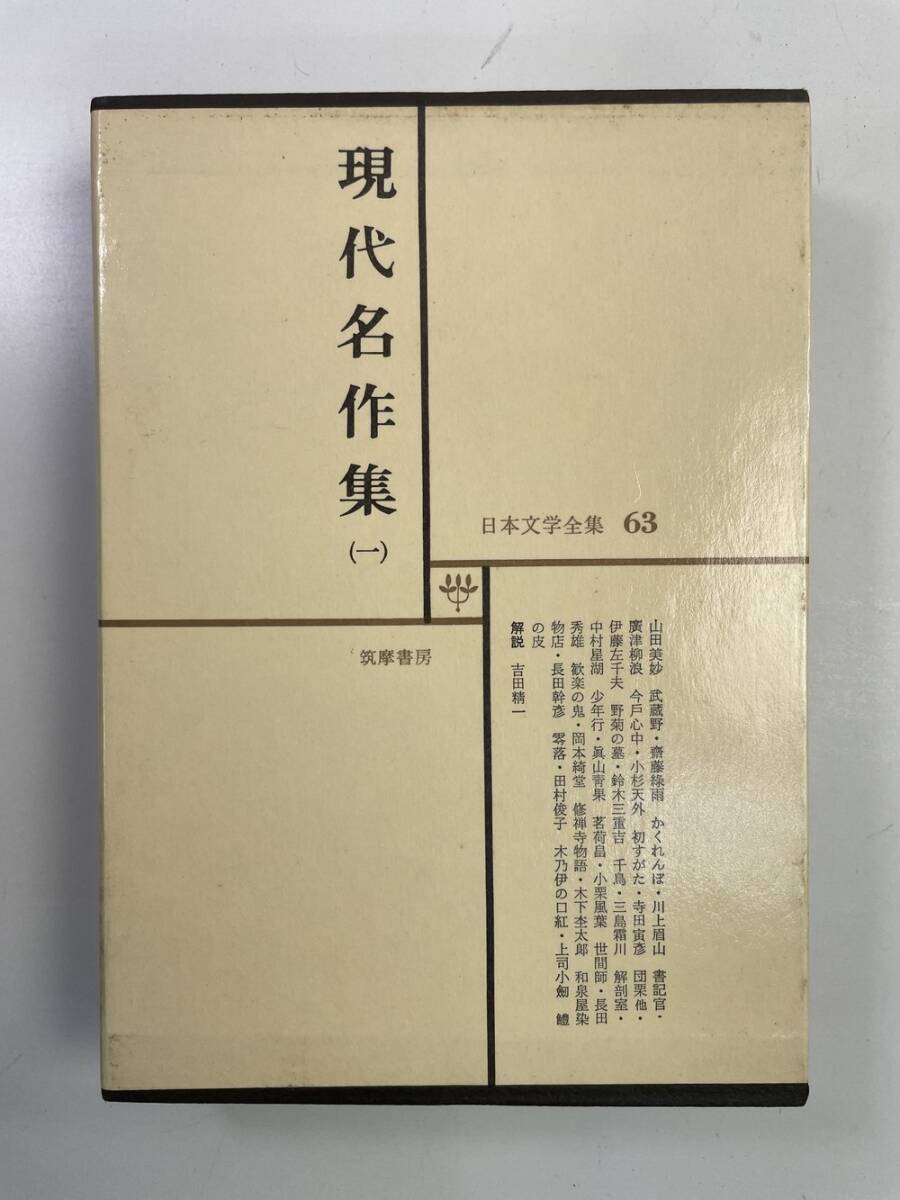 現代名作集(一)
日本文学全集 63
筑摩書房
山田美妙 武蔵野・齋藤綠雨 かくれんぼ・川上眉山 書記官・
廣津柳浪 今戸心中・小杉天外 初すがた・寺田寅彦 団栗他・
伊藤左千夫 野菊の墓・鈴木三重吉 千鳥・三島霜川 解剖室・
中村星湖 少年行・眞山青果 茗荷畠・小栗風葉 世間師・長田
秀雄 歓楽の鬼・岡本綺堂 修禅寺物語・木下杢太郎 和泉屋染
物店・長田幹彦 零落・田村俊子 木乃伊の口紅・上司小劍 鱧
の皮
解説 吉田精一